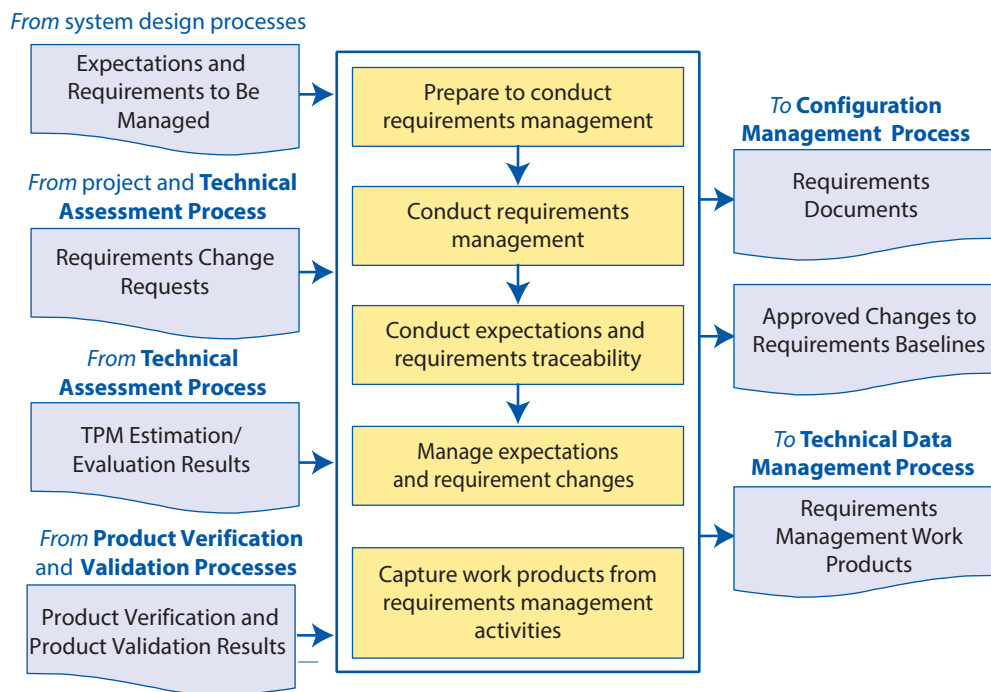 From system design processes
Expectations and
Requirements to Be
Managed
From project and Technical
Assessment Process
Requirements Change
Requests
From Technical
Assessment Process
TPM Estimation/
Evaluation Results
From Product Verification
and Validation Processes
Product Verification and
Product Validation Results
Prepare to conduct
requirements management
Conduct requirements
management
Conduct expectations and
requirements traceability
Manage expectations
and requirement changes
Capture work products from
requirements management
activities
To Configuration
Management Process
Requirements
Documents
Approved Changes to
Requirements Baselines
To Technical Data
Management Process
Requirements
Management Work
Products